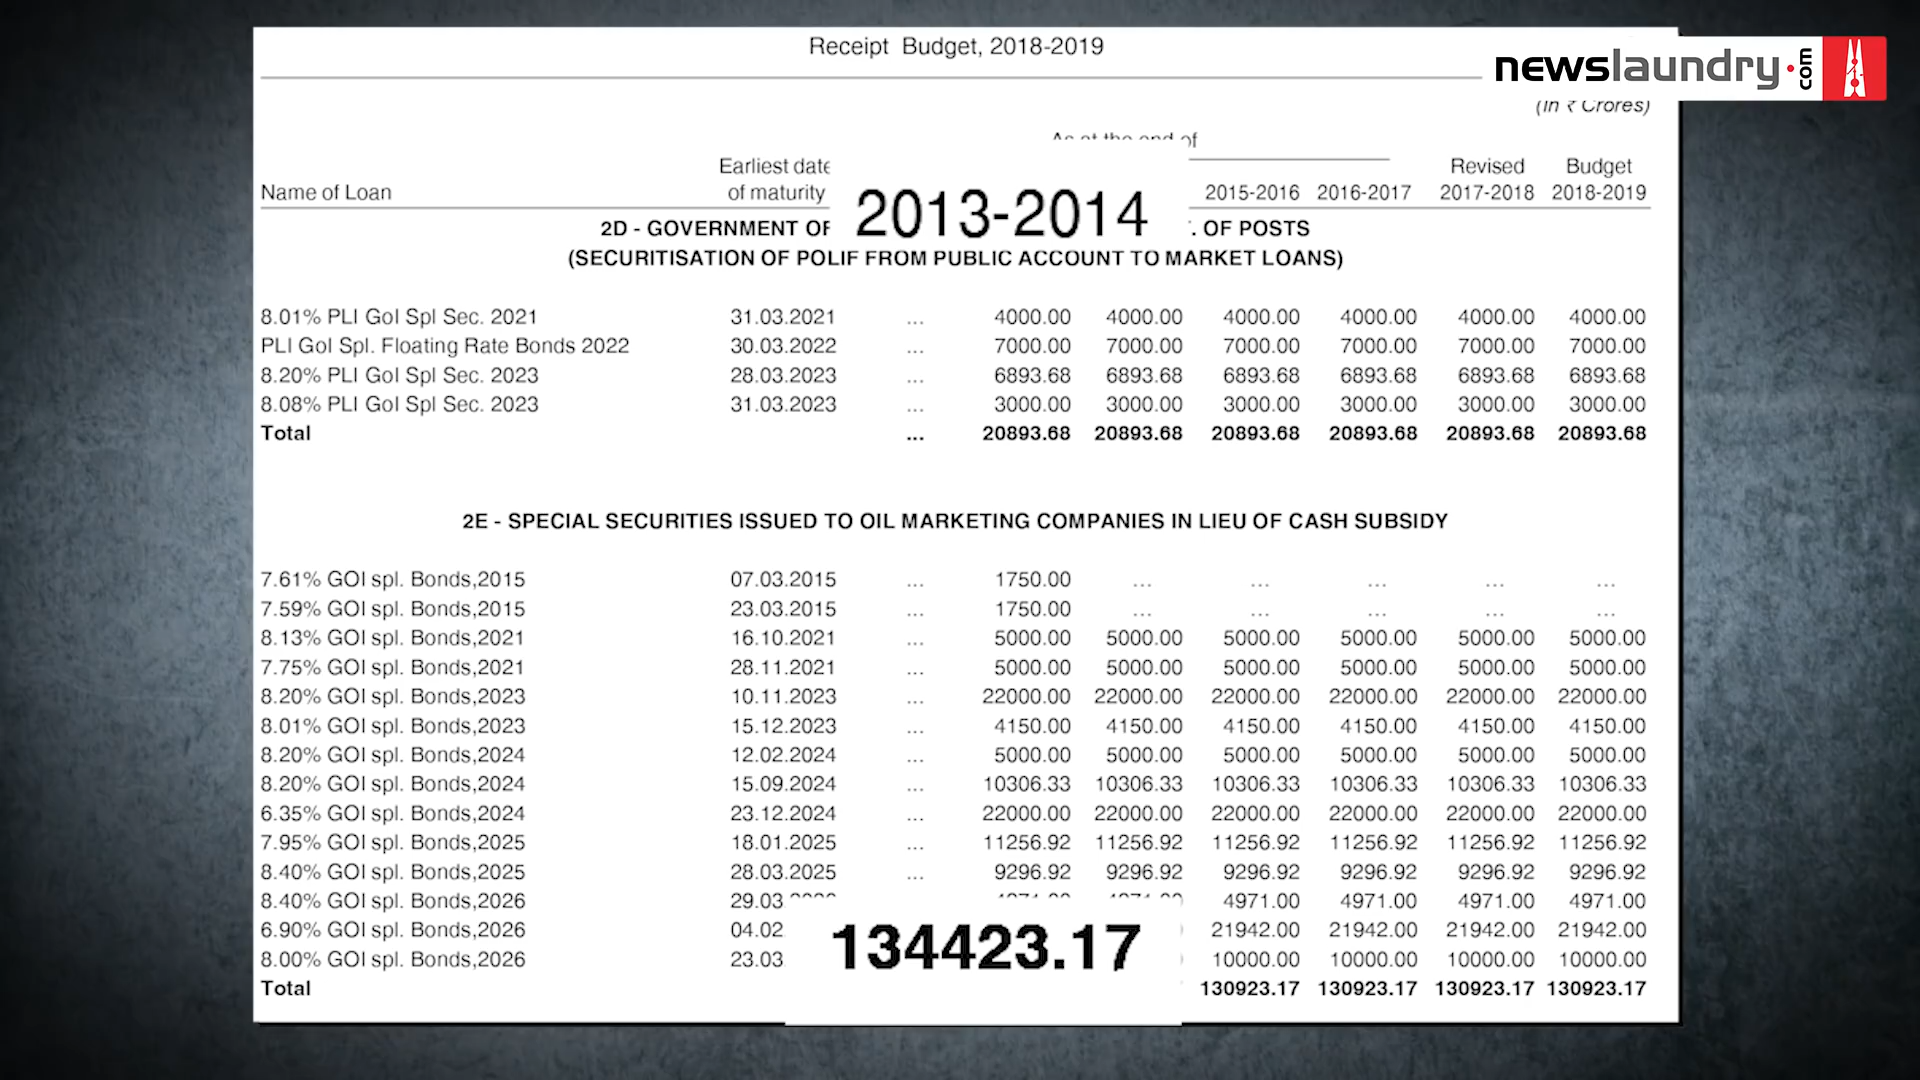 Receipt Budget, 2018-2019
newslaundry.com
(In ₹ Crores)
As at the end of
Earliest date Revised Budget
Name of Loan of maturity 2013-2014 2015-2016 2016-2017 2017-2018 2018-2019
2D - GOVERNMENT OF . OF POSTS
(SECURITISATION OF POLIF FROM PUBLIC ACCOUNT TO MARKET LOANS)
8.01% PLI GoI Spl Sec. 2021 31.03.2021 ... 4000.00 4000.00 4000.00 4000.00 4000.00 4000.00
PLI GoI Spl. Floating Rate Bonds 2022 30.03.2022 ... 7000.00 7000.00 7000.00 7000.00 7000.00 7000.00
8.20% PLI GoI Spl Sec. 2023 28.03.2023 ... 6893.68 6893.68 6893.68 6893.68 6893.68 6893.68
8.08% PLI GoI Spl Sec. 2023 31.03.2023 ... 3000.00 3000.00 3000.00 3000.00 3000.00 3000.00
Total ... 20893.68 20893.68 20893.68 20893.68 20893.68 20893.68
2E - SPECIAL SECURITIES ISSUED TO OIL MARKETING COMPANIES IN LIEU OF CASH SUBSIDY
7.61% GOI spl. Bonds,2015 07.03.2015 ... 1750.00 ... ... ... ... ...
7.59% GOI spl. Bonds,2015 23.03.2015 ... 1750.00 ... ... ... ... ...
8.13% GOI spl. Bonds,2021 16.10.2021 ... 5000.00 5000.00 5000.00 5000.00 5000.00 5000.00
7.75% GOI spl. Bonds,2021 28.11.2021 ... 5000.00 5000.00 5000.00 5000.00 5000.00 5000.00
8.20% GOI spl. Bonds,2023 10.11.2023 ... 22000.00 22000.00 22000.00 22000.00 22000.00 22000.00
8.01% GOI spl. Bonds,2023 15.12.2023 ... 4150.00 4150.00 4150.00 4150.00 4150.00 4150.00
8.20% GOI spl. Bonds,2024 12.02.2024 ... 5000.00 5000.00 5000.00 5000.00 5000.00 5000.00
8.20% GOI spl. Bonds,2024 15.09.2024 ... 10306.33 10306.33 10306.33 10306.33 10306.33 10306.33
6.35% GOI spl. Bonds,2024 23.12.2024 ... 22000.00 22000.00 22000.00 22000.00 22000.00 22000.00
7.95% GOI spl. Bonds,2025 18.01.2025 ... 11256.92 11256.92 11256.92 11256.92 11256.92 11256.92
8.40% GOI spl. Bonds,2025 28.03.2025 ... 9296.92 9296.92 9296.92 9296.92 9296.92 9296.92
8.40% GOI spl. Bonds,2026 29.03 4971.00 4971.00 4971.00 4971.00
6.90% GOI spl. Bonds,2026 04.02 21942.00 21942.00 21942.00 21942.00
134423.17
8.00% GOI spl. Bonds,2026 23.03 10000.00 10000.00 10000.00 10000.00
Total 130923.17 130923.17 130923.17 130923.17